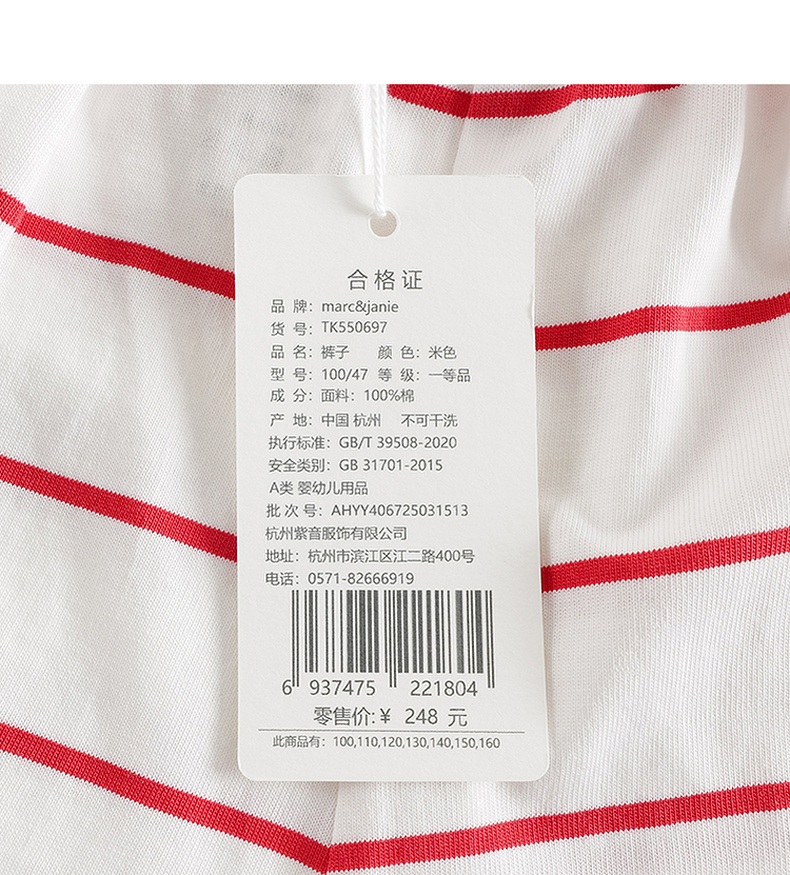 合格证
品 牌：marc&janie
货 号：TK550697
品 名：裤子 颜 色：米色
型 号：100/47 等 级：一等品
成 分：面料：100%棉
产 地：中国 杭州 不可干洗
执行标准：GB/T 39508-2020
安全类别：GB 31701-2015
A类 婴幼儿用品
批 次 号：AHYY406725031513
杭州紫音服饰有限公司
地址：杭州市滨江区江二路400号
电话：0571-82666919
6 937475 221804
零售价:¥ 248 元
此商品有：100,110,120,130,140,150,160